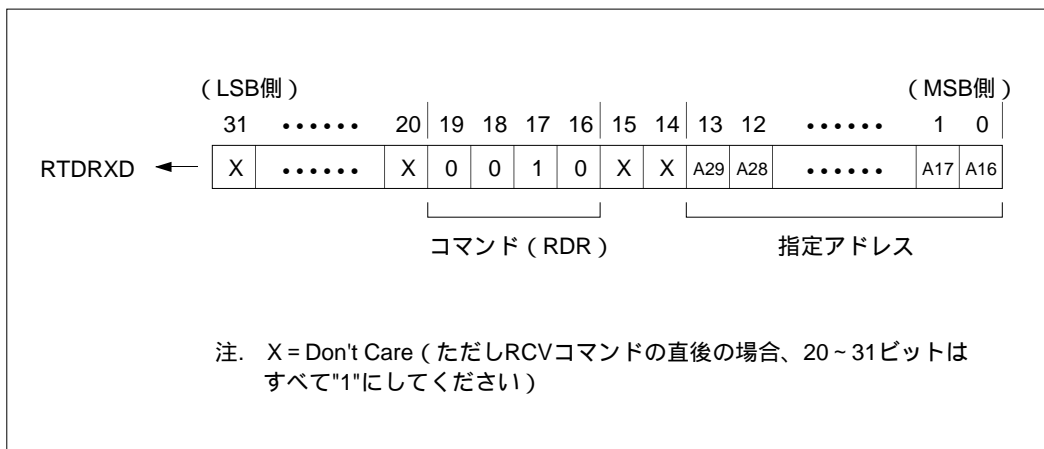 （LSB側） （MSB側）
31 ・・・・・・ 20 19 18 17 16 15 14 13 12 ・・・・・・ 1 0
RTDRXD X ・・・・・・ X 0 0 1 0 X X A29 A28 ・・・・・・ A17 A16
コマンド（RDR） 指定アドレス
注. X = Don't Care（ただしRCVコマンドの直後の場合、20～31ビットは
すべて"1"にしてください）